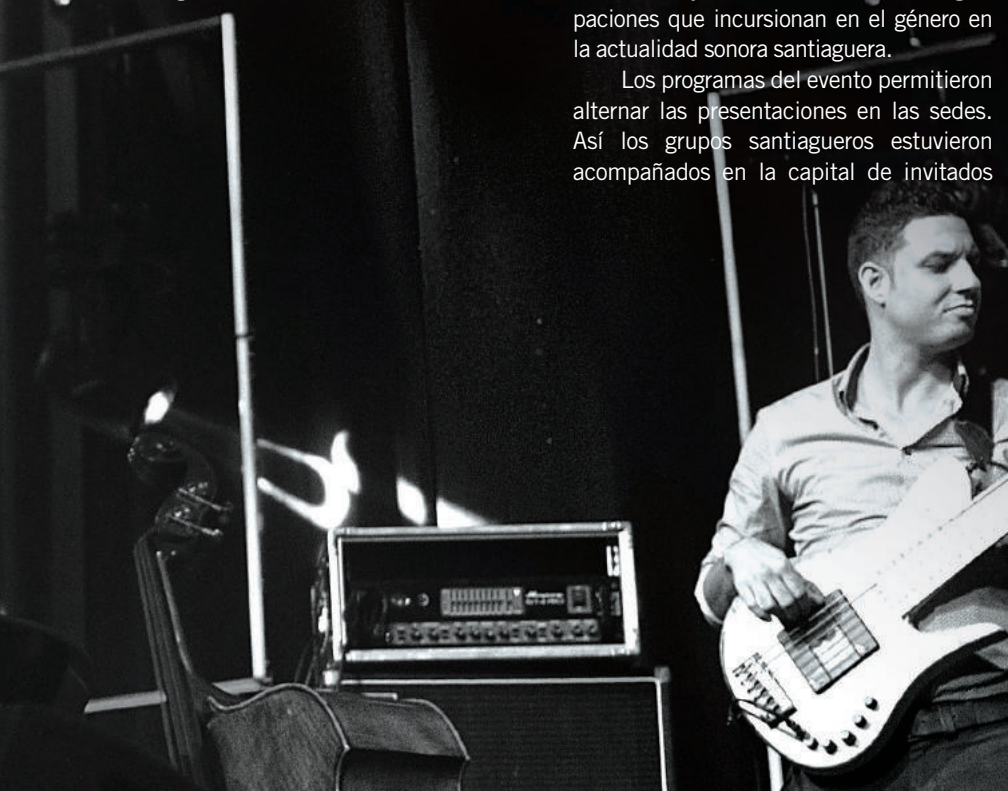 paciones que incursionan en el género en
la actualidad sonora santiaguera.
Los programas del evento permitieron
alternar las presentaciones en las sedes.
Así los grupos santiagueros estuvieron
acompañados en la capital de invitados